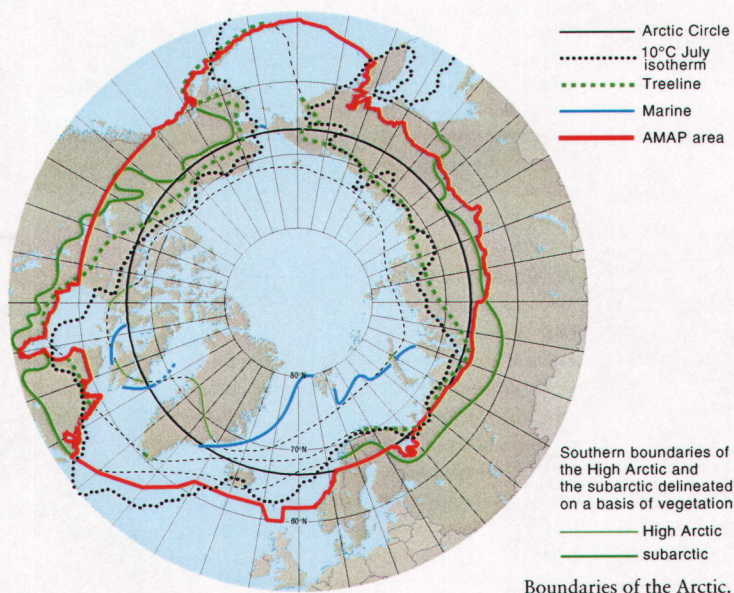 Arctic Circle
10°C July
isotherm
Treeline
Marine
AMAP area
80°N
70°N
60°N
Southern boundaries of
the High Arctic and
the subarctic delineated
on a basis of vegetation
High Arctic
subarctic
Boundaries of the Arctic.